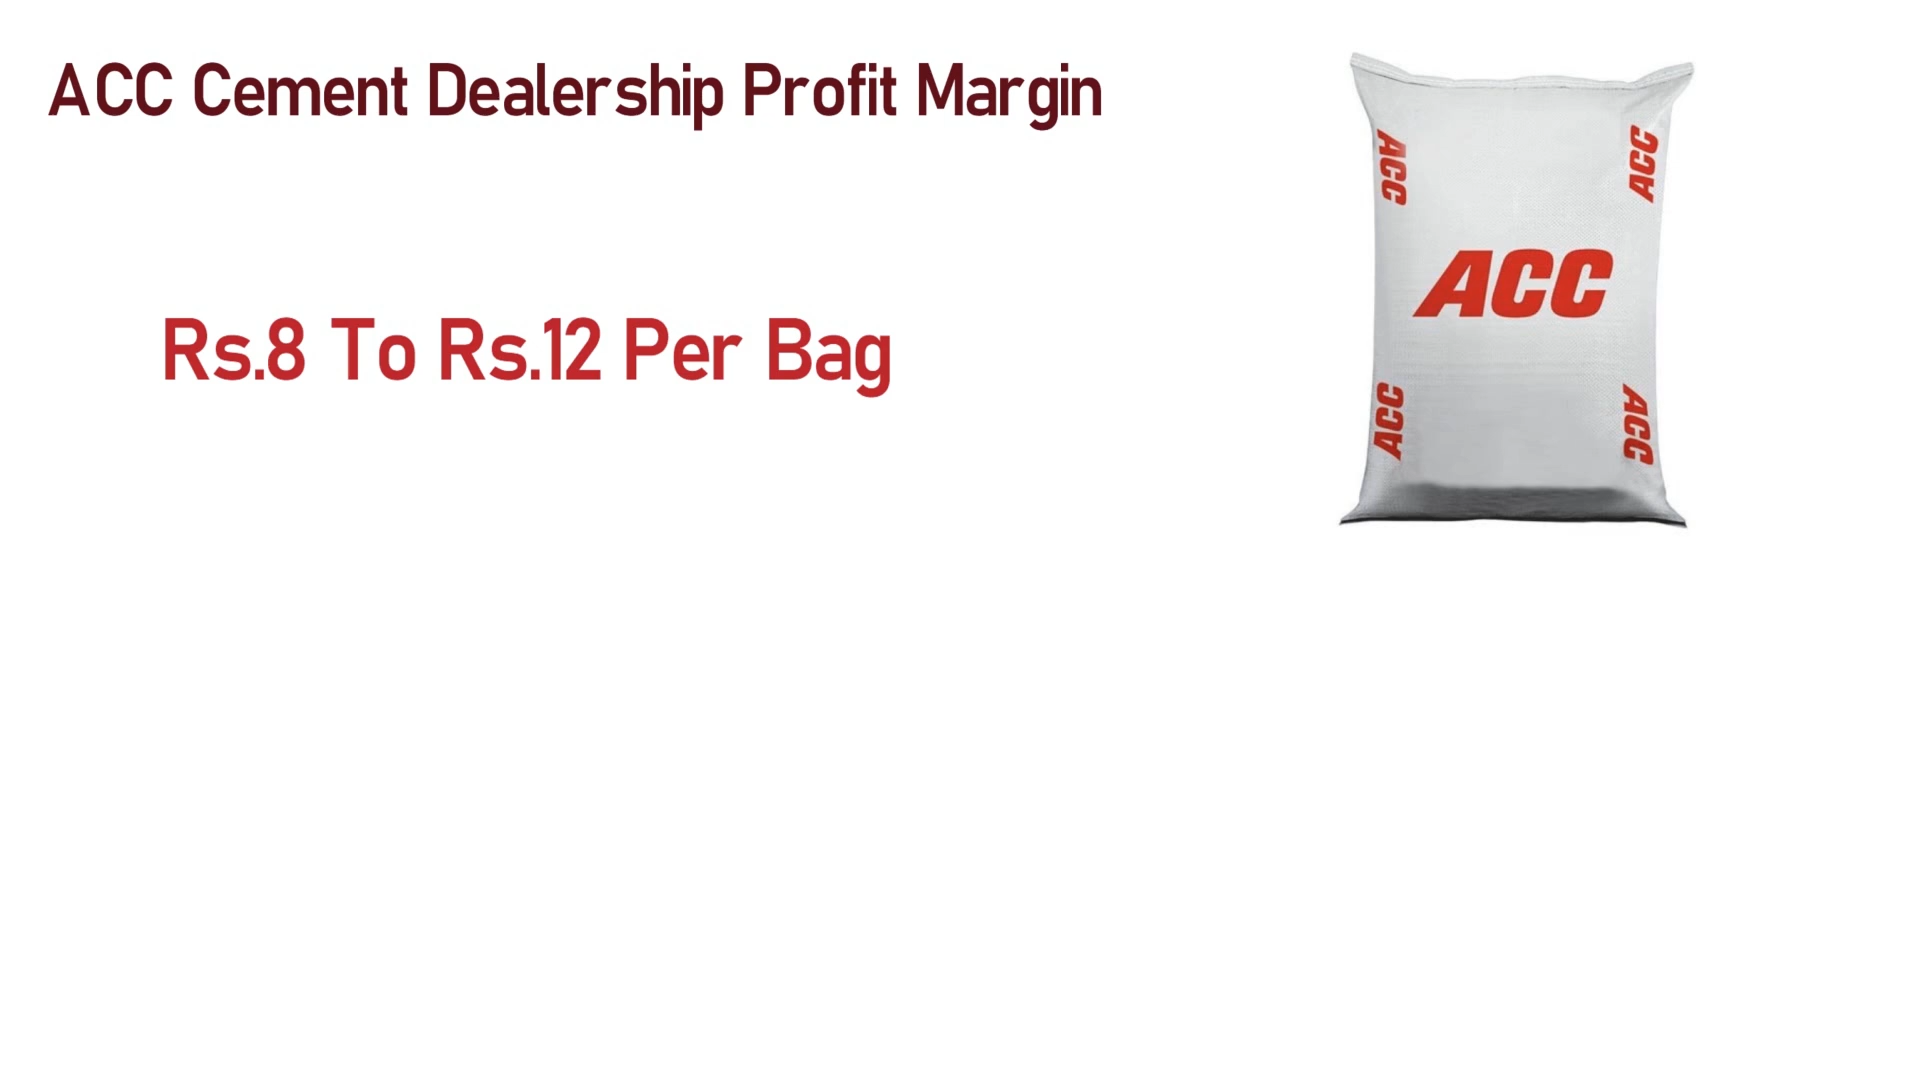 ACC Cement Dealership Profit Margin
Rs.8 To Rs.12 Per Bag
ACC
ACC
ACC
ACC
ACC